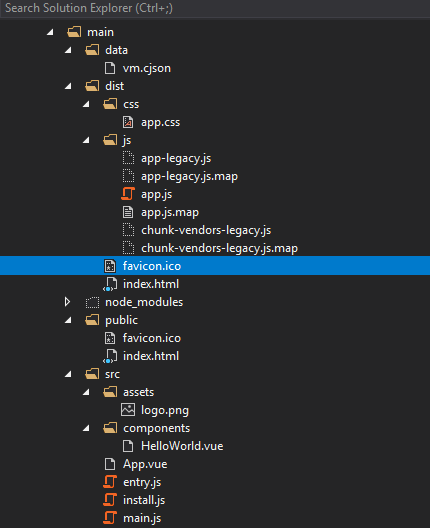 Search Solution Explorer (Ctrl+;)
main
data
vm.cjson
dist
css
app.css
js
app-legacy.js
app-legacy.js.map
app.js
app.js.map
chunk-vendors-legacy.js
chunk-vendors-legacy.js.map
favicon.ico
index.html
node_modules
public
favicon.ico
index.html
src
assets
logo.png
components
HelloWorld.vue
App.vue
entry.js
install.js
main.js